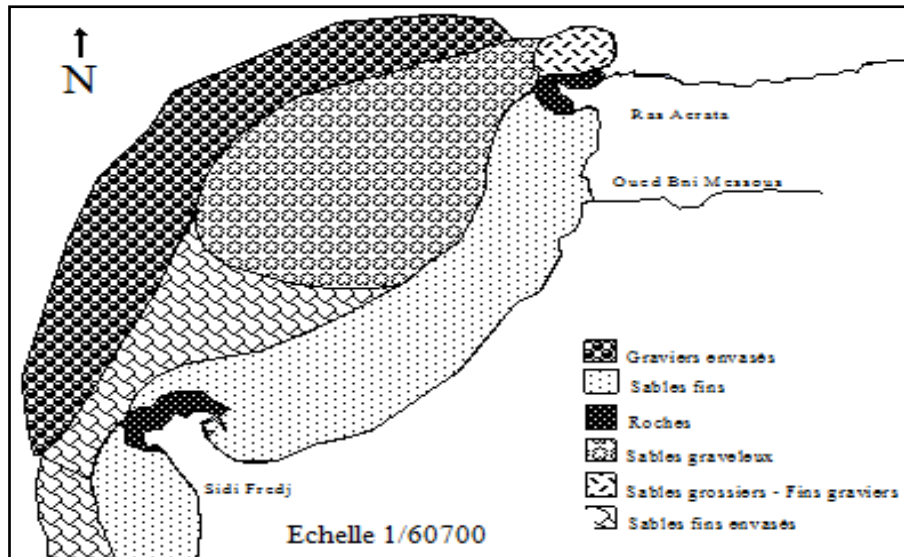 N
Ras Acrata
Oued Bni Messous
Graviers envasés
Sables fins
Roches
Sables graveleux
Sables grossiers - Fins graviers
Sables fins envasés
Sidi Fredj
Echelle 1/60700